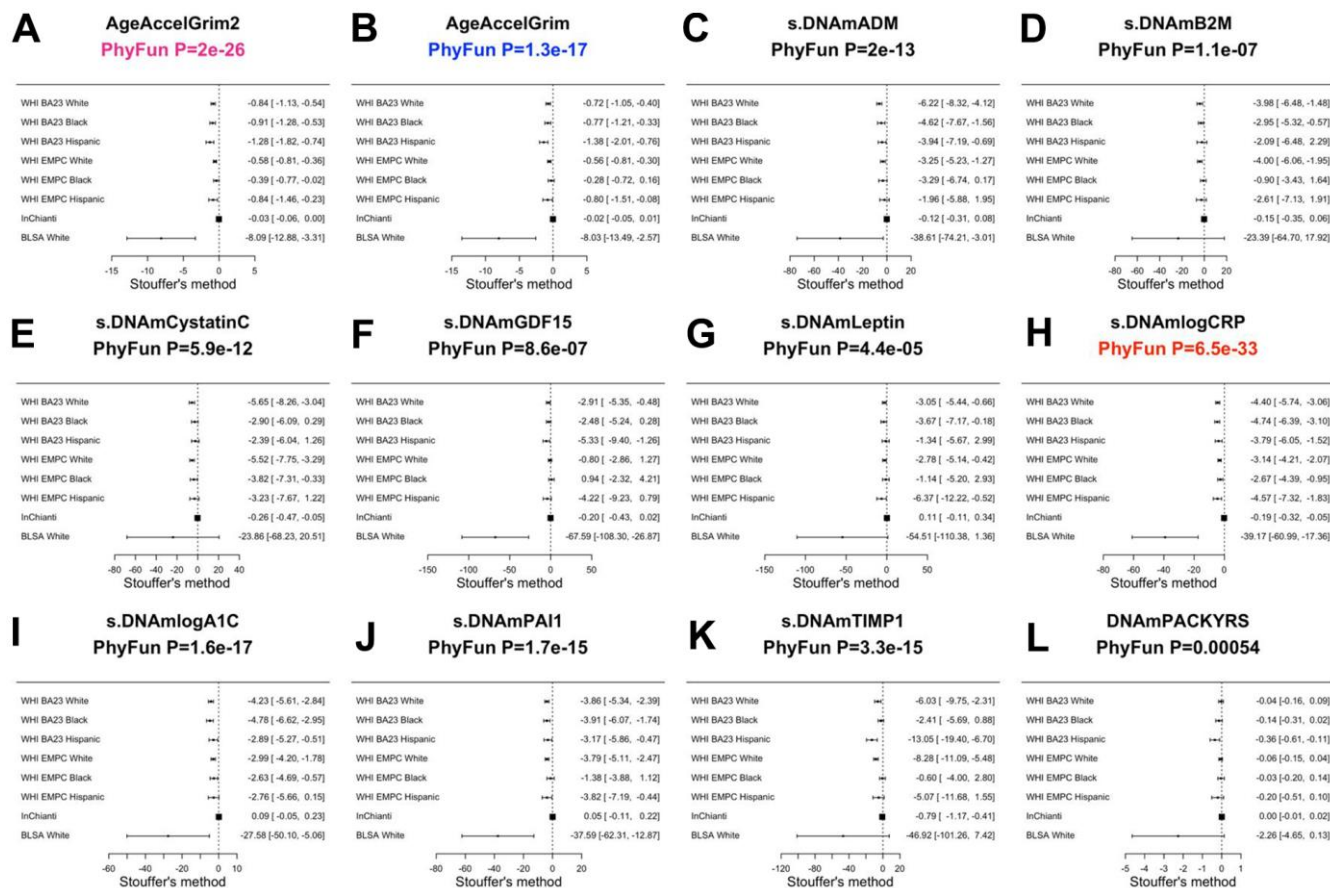 A AgeAccelGrim2
PhyFun P=2e-26
WHI BA23 White -0.84 [ -1.13, -0.54]
WHI BA23 Black -0.91 [ -1.28, -0.53]
WHI BA23 Hispanic -1.28 [ -1.82, -0.74]
WHI EMPC White -0.58 [ -0.81, -0.36]
WHI EMPC Black -0.39 [ -0.77, -0.02]
WHI EMPC Hispanic -0.84 [ -1.46, -0.23]
InChianti -0.03 [ -0.06, 0.00]
BLSA White -8.09 [-12.88, -3.31]
-15 -10 -5 0 5
Stouffer's method
B AgeAccelGrim
PhyFun P=1.3e-17
-0.72 [ -1.05, -0.40]
-0.77 [ -1.21, -0.33]
-1.38 [ -2.01, -0.76]
-0.56 [ -0.81, -0.30]
-0.28 [ -0.72, 0.16]
-0.80 [ -1.51, -0.08]
-0.02 [ -0.05, 0.01]
-8.03 [-13.49, -2.57]
WHI BA23 White
WHI BA23 Black
WHI BA23 Hispanic
WHI EMPC White
WHI EMPC Black
WHI EMPC Hispanic
InChianti
BLSA White
-15 -10 -5 0 5
Stouffer's method
C s.DNAmADM
PhyFun P=2e-13
WHI BA23 White -6.22 [ -8.32, -4.12]
WHI BA23 Black -4.62 [ -7.67, -1.56]
WHI BA23 Hispanic -3.94 [ -7.19, -0.69]
WHI EMPC White -3.25 [ -5.23, -1.27]
WHI EMPC Black -3.29 [ -6.74, 0.17]
WHI EMPC Hispanic -1.96 [ -5.88, 1.95]
InChianti -0.12 [ -0.31, 0.08]
BLSA White -38.61 [-74.21, -3.01]
-80 -60 -40 -20 0 20
Stouffer's method
D s.DNAmB2M
PhyFun P=1.1e-07
WHI BA23 White -3.98 [ -6.48, -1.48]
WHI BA23 Black -2.95 [ -5.32, -0.57]
WHI BA23 Hispanic -2.09 [ -6.48, 2.29]
WHI EMPC White -4.00 [ -6.06, -1.95]
WHI EMPC Black -0.90 [ -3.43, 1.64]
WHI EMPC Hispanic -2.61 [ -7.13, 1.91]
InChianti -0.15 [ -0.35, 0.06]
BLSA White -23.39 [-64.70, 17.92]
-80 -60 -40 -20 0 20
Stouffer's method
E s.DNAmCystatinC
PhyFun P=5.9e-12
WHI BA23 White -5.65 [ -8.26, -3.04]
WHI BA23 Black -2.90 [ -6.09, 0.29]
WHI BA23 Hispanic -2.39 [ -6.04, 1.26]
WHI EMPC White -5.52 [ -7.75, -3.29]
WHI EMPC Black -3.82 [ -7.31, -0.33]
WHI EMPC Hispanic -3.23 [ -7.67, 1.22]
InChianti -0.26 [ -0.47, -0.05]
BLSA White -23.86 [-68.23, 20.51]
-80 -60 -40 -20 0 20 40
Stouffer's method
F s.DNAmGDF15
PhyFun P=8.6e-07
WHI BA23 White -2.91 [ -5.35, -0.48]
WHI BA23 Black -2.48 [ -5.24, 0.28]
WHI BA23 Hispanic -5.33 [ -9.40, -1.26]
WHI EMPC White -0.80 [ -2.86, 1.27]
WHI EMPC Black 0.94 [ -2.32, 4.21]
WHI EMPC Hispanic -4.22 [ -9.23, 0.79]
InChianti -0.20 [ -0.43, 0.02]
BLSA White -67.59 [-108.30, -26.87]
-150 -100 -50 0 50
Stouffer's method
G s.DNAmLeptin
PhyFun P=4.4e-05
WHI BA23 White -3.05 [ -5.44, -0.66]
WHI BA23 Black -3.67 [ -7.17, -0.18]
WHI BA23 Hispanic -1.34 [ -5.67, 2.99]
WHI EMPC White -2.78 [ -5.14, -0.42]
WHI EMPC Black -1.14 [ -5.20, 2.93]
WHI EMPC Hispanic -6.37 [ -12.22, -0.52]
InChianti 0.11 [ -0.11, 0.34]
BLSA White -54.51 [-110.38, 1.36]
-150 -100 -50 0 50
Stouffer's method
H s.DNAmlogCRP
PhyFun P=6.5e-33
WHI BA23 White -4.40 [ -5.74, -3.06]
WHI BA23 Black -4.74 [ -6.39, -3.10]
WHI BA23 Hispanic -3.79 [ -6.05, -1.52]
WHI EMPC White -3.14 [ -4.21, -2.07]
WHI EMPC Black -2.67 [ -4.39, -0.95]
WHI EMPC Hispanic -4.57 [ -7.32, -1.83]
InChianti -0.19 [ -0.32, -0.05]
BLSA White -39.17 [-60.99, -17.36]
-80 -60 -40 -20 0
Stouffer's method
I s.DNAmlogA1C
PhyFun P=1.6e-17
WHI BA23 White -4.23 [ -5.61, -2.84]
WHI BA23 Black -4.78 [ -6.62, -2.95]
WHI BA23 Hispanic -2.89 [ -5.27, -0.51]
WHI EMPC White -2.99 [ -4.20, -1.78]
WHI EMPC Black -2.63 [ -4.69, -0.57]
WHI EMPC Hispanic -2.76 [ -5.66, 0.15]
InChianti 0.09 [ -0.05, 0.23]
BLSA White -27.58 [-50.10, -5.06]
-60 -40 -20 0 10
Stouffer's method
J s.DNAmPAI1
PhyFun P=1.7e-15
WHI BA23 White -3.86 [ -5.34, -2.39]
WHI BA23 Black -3.91 [ -6.07, -1.74]
WHI BA23 Hispanic -3.17 [ -5.86, -0.47]
WHI EMPC White -3.79 [ -5.11, -2.47]
WHI EMPC Black -1.38 [ -3.88, 1.12]
WHI EMPC Hispanic -3.82 [ -7.19, -0.44]
InChianti 0.05 [ -0.11, 0.22]
BLSA White -37.59 [-62.31, -12.87]
-80 -60 -40 -20 0 20
Stouffer's method
K s.DNAmTIMP1
PhyFun P=3.3e-15
WHI BA23 White -6.03 [ -9.75, -2.31]
WHI BA23 Black -2.41 [ -5.69, 0.88]
WHI BA23 Hispanic -13.05 [ -19.40, -6.70]
WHI EMPC White -8.28 [ -11.09, -5.48]
WHI EMPC Black -0.60 [ -4.00, 2.80]
WHI EMPC Hispanic -5.07 [ -11.68, 1.55]
InChianti -0.79 [ -1.17, -0.41]
BLSA White -46.92 [-101.26, 7.42]
-120 -80 -40 0 20
Stouffer's method
L DNAmPACKYRS
PhyFun P=0.00054
WHI BA23 White -0.04 [-0.16, 0.09]
WHI BA23 Black -0.14 [-0.31, 0.02]
WHI BA23 Hispanic -0.36 [-0.61, -0.11]
WHI EMPC White -0.06 [-0.15, 0.04]
WHI EMPC Black -0.03 [-0.20, 0.14]
WHI EMPC Hispanic -0.20 [-0.51, 0.10]
InChianti 0.00 [-0.01, 0.02]
BLSA White -2.26 [-4.65, 0.13]
-5 -4 -3 -2 -1 0 1
Stouffer's method